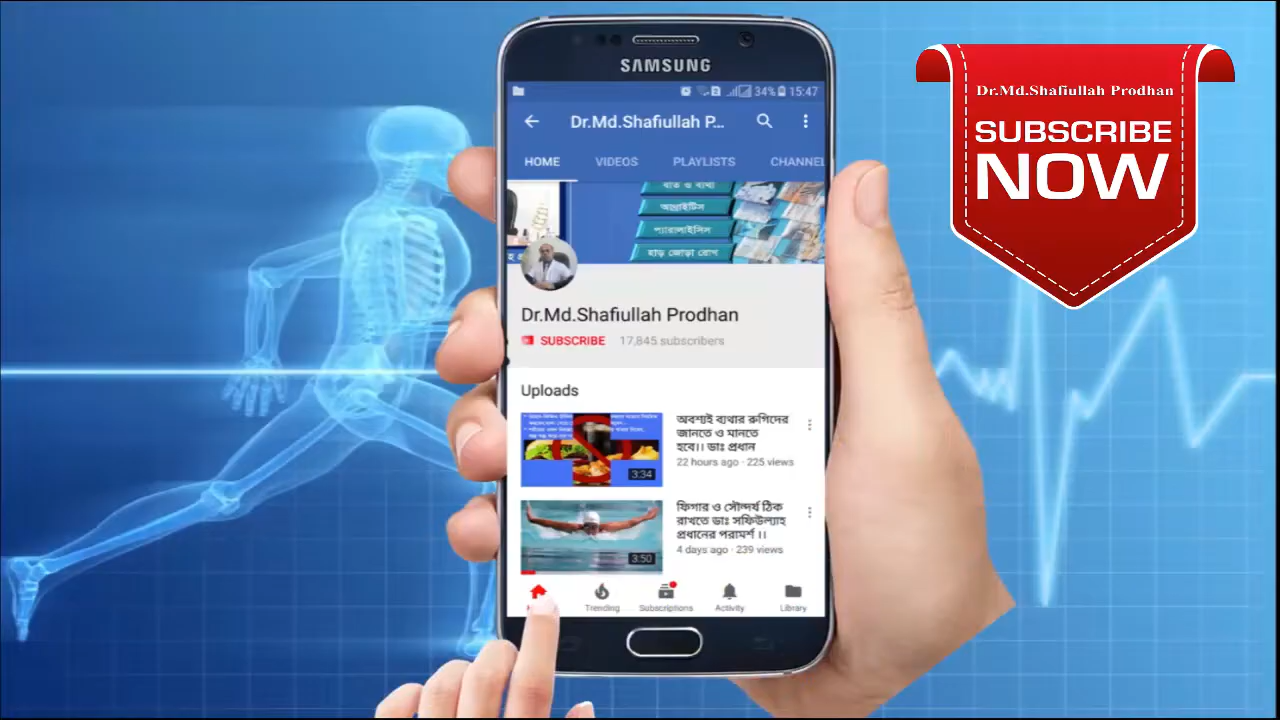 SAMSUNG
34% 15:47
Dr.Md.Shafiullah P...
HOME VIDEOS PLAYLISTS CHANNEL
বাত ও ব্যথা
আর্থ্রাইটিস
প্যারালাইসিস
হাড় জোড়া রোগ
Dr.Md.Shafiullah Prodhan
SUBSCRIBE 17,845 subscribers
Uploads
অবশ্যই ব্যথার রুগিদের
জানতে ও মানতে
হবে।। ডাঃ প্রধান
22 hours ago · 225 views
3:34
ফিগার ও সৌন্দর্য ঠিক
রাখতে ডাঃ সফিউল্যাহ
প্রধানের পরামর্শ ।।
4 days ago · 239 views
3:50
Trending Subscriptions Activity Library
Dr.Md.Shafiullah Prodhan
SUBSCRIBE
NOW